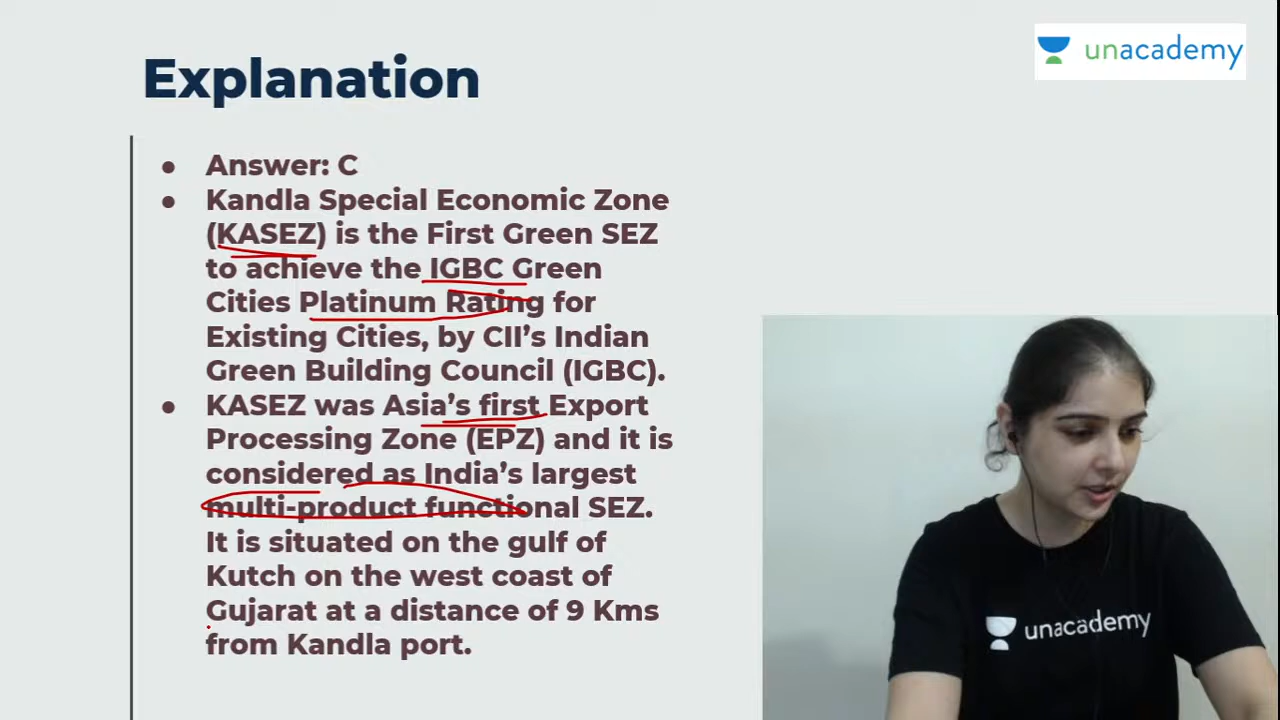 Explanation
unacademy
● Answer: C
● Kandla Special Economic Zone
(KASEZ) is the First Green SEZ
to achieve the IGBC Green
Cities Platinum Rating for
Existing Cities, by CII’s Indian
Green Building Council (IGBC).
● KASEZ was Asia’s first Export
Processing Zone (EPZ) and it is
considered as India’s largest
multi-product functional SEZ.
It is situated on the gulf of
Kutch on the west coast of
Gujarat at a distance of 9 Kms
from Kandla port.
unacademy